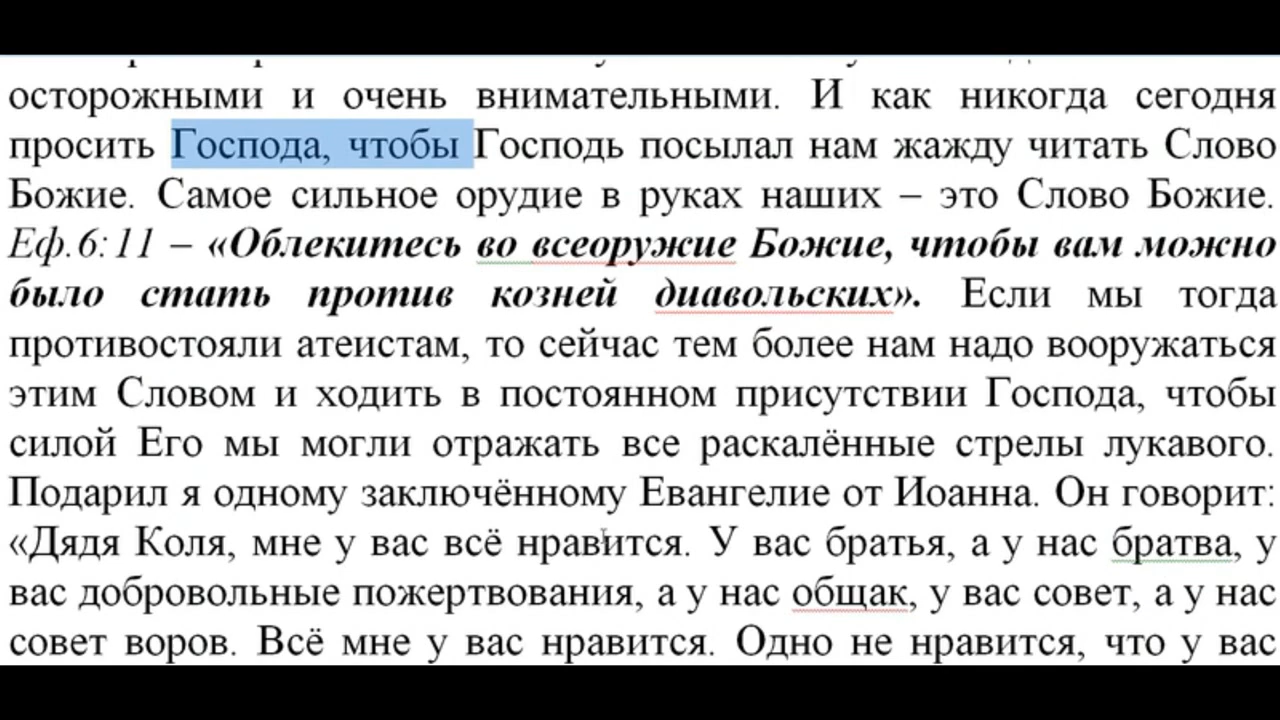 осторожными и очень внимательными. И как никогда сегодня
просить Господа, чтобы Господь посылал нам жажду читать Слово
Божие. Самое сильное орудие в руках наших – это Слово Божие.
Еф.6:11 – «Облекитесь во всеоружие Божие, чтобы вам можно
было стать против козней диавольских». Если мы тогда
противостояли атеистам, то сейчас тем более нам надо вооружаться
этим Словом и ходить в постоянном присутствии Господа, чтобы
силой Его мы могли отражать все раскалённые стрелы лукавого.
Подарил я одному заключённому Евангелие от Иоанна. Он говорит:
«Дядя Коля, мне у вас всё нравится. У вас братья, а у нас братва, у
вас добровольные пожертвования, а у нас общак, у вас совет, а у нас
совет воров. Всё мне у вас нравится. Одно не нравится, что у вас